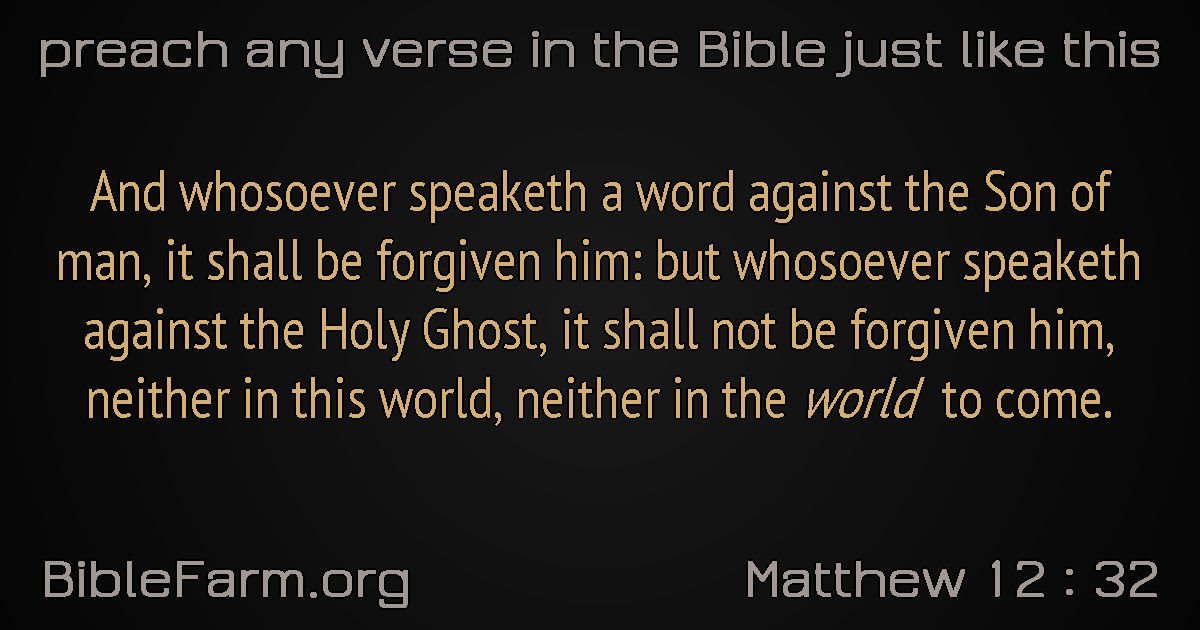 preach any verse in the Bible just like this
And whosoever speaketh a word against the Son of
man, it shall be forgiven him: but whosoever speaketh
against the Holy Ghost, it shall not be forgiven him,
neither in this world, neither in the world to come.
BibleFarm.org
Matthew 12 : 32